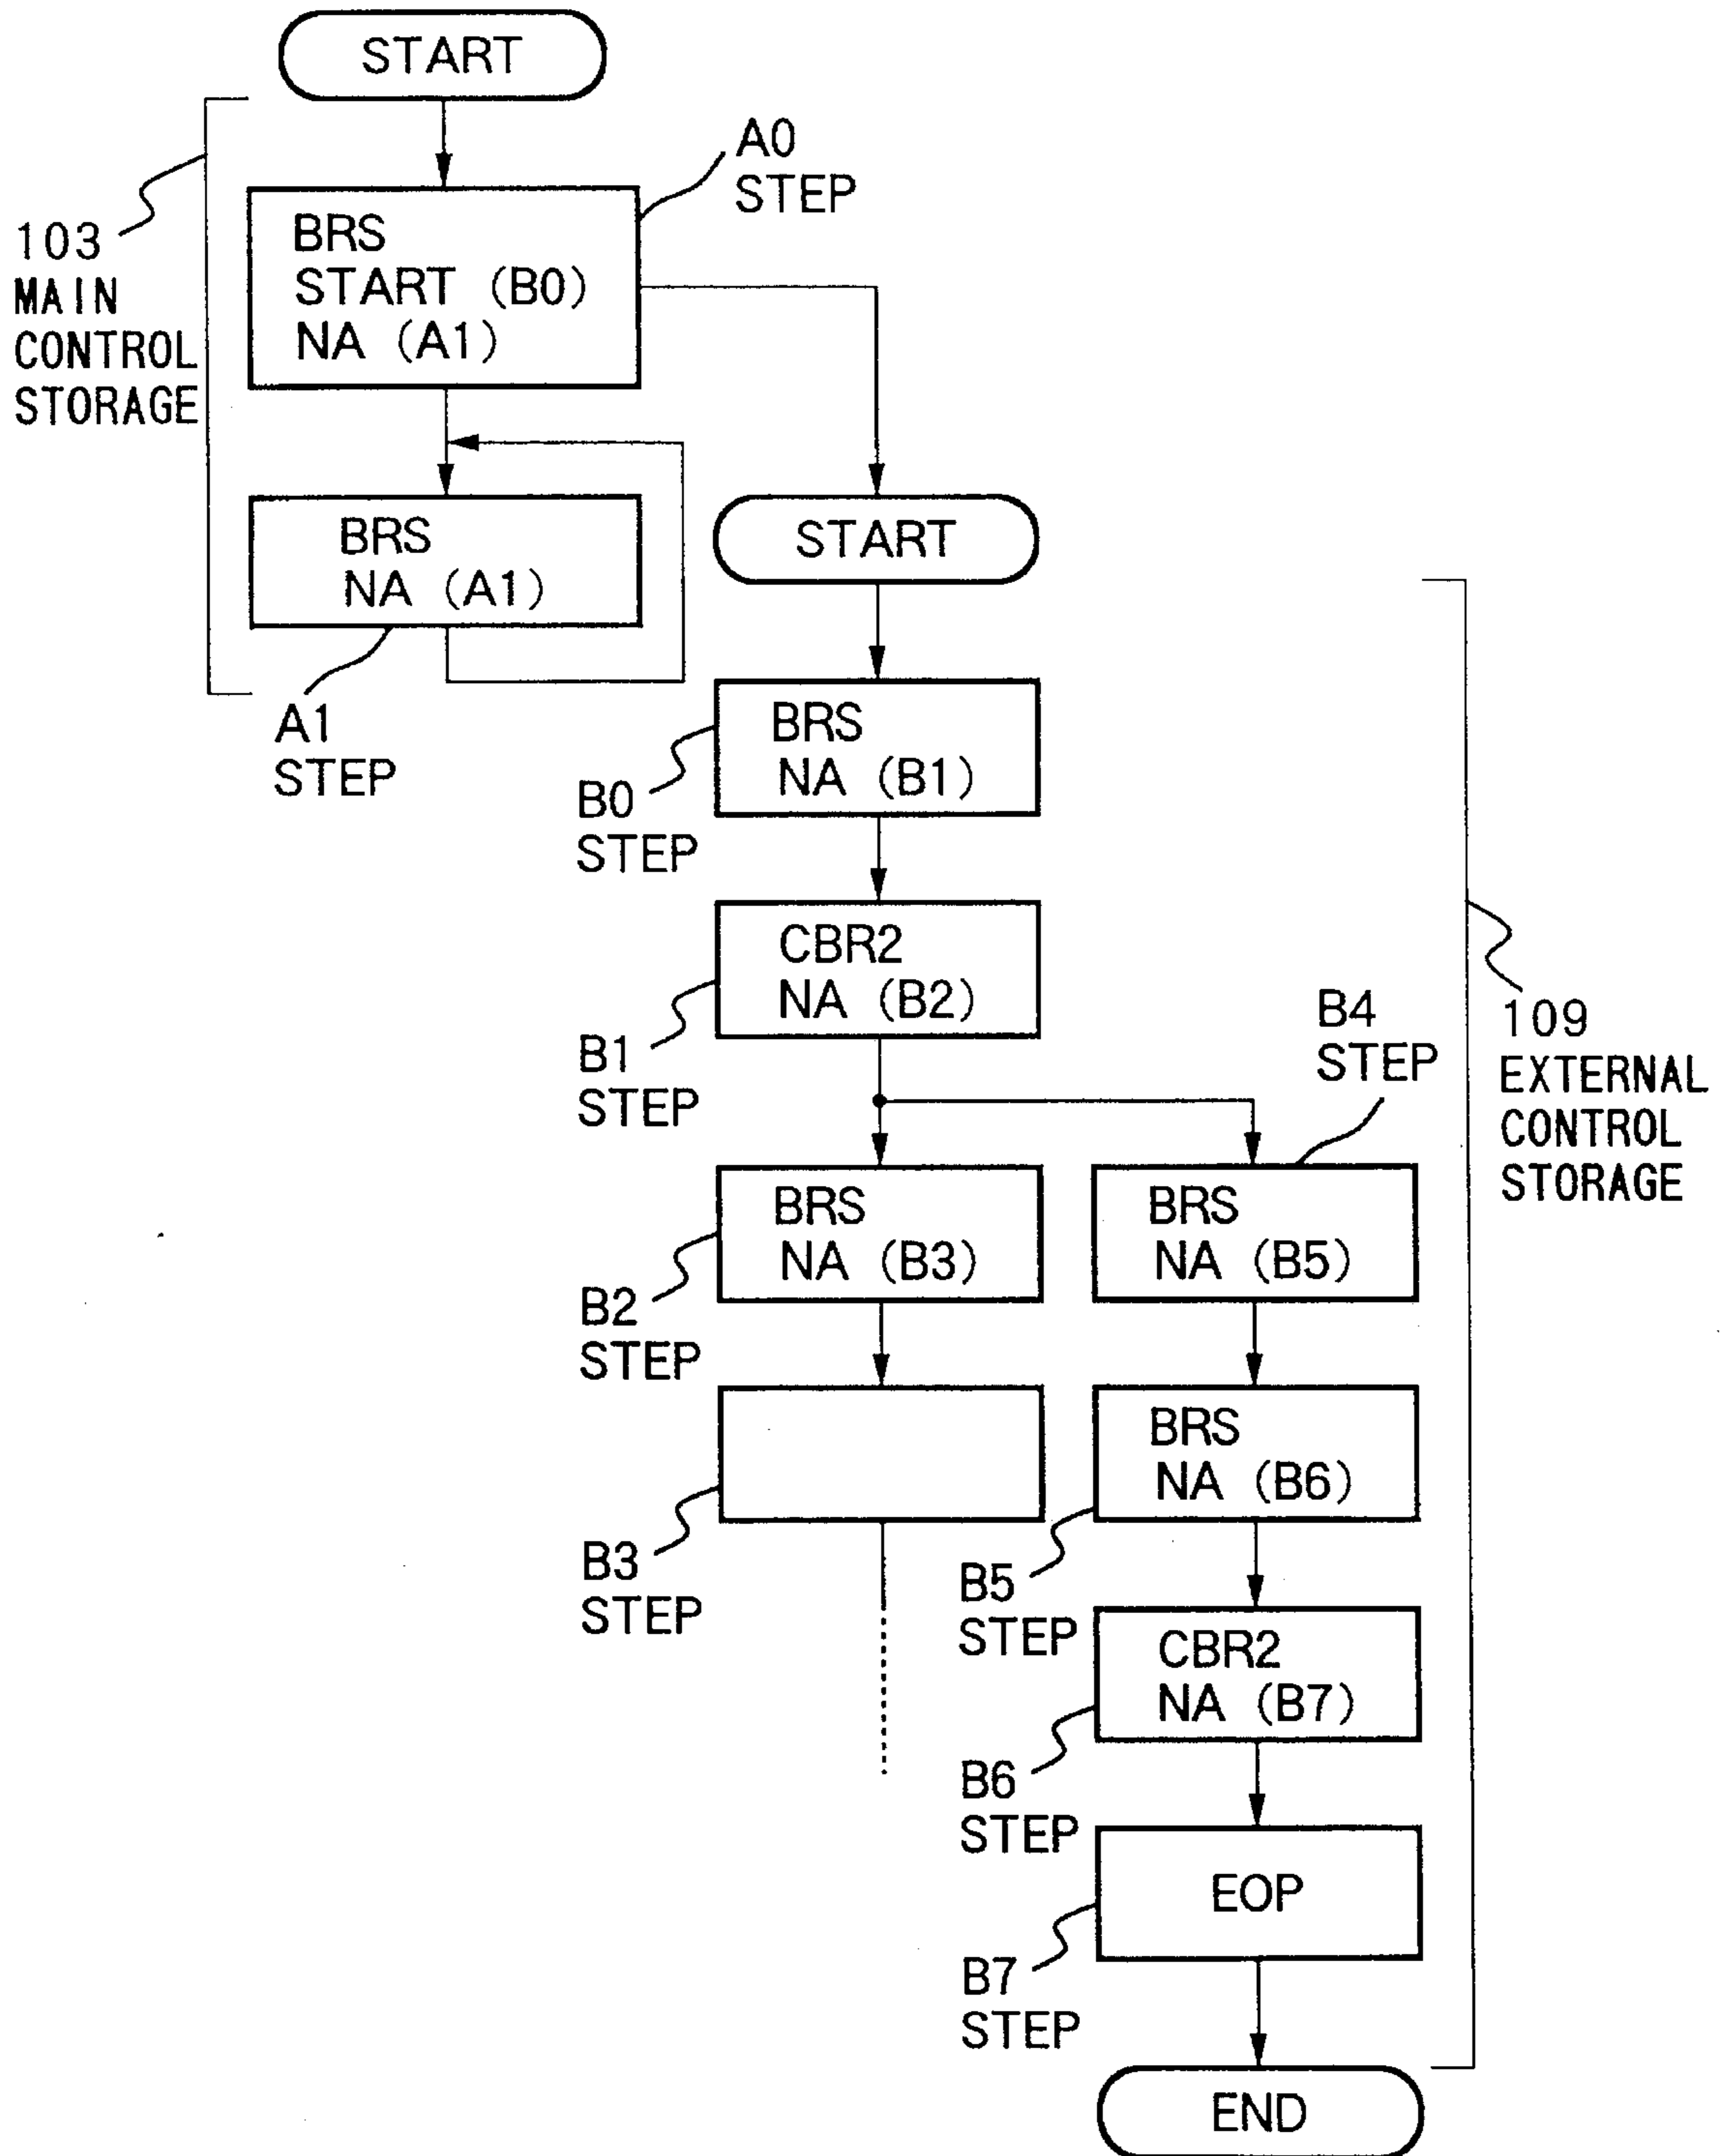 START
A0
STEP
103
MAIN
CONTROL
STORAGE
BRS
START (B0)
NA (A1)
BRS
NA (A1)
A1
STEP
START
BRS
NA (B1)
B0
STEP
CBR2
NA (B2)
B1
STEP
B4
STEP
109
EXTERNAL
CONTROL
STORAGE
BRS
NA (B3)
B2
STEP
BRS
NA (B5)
B3
STEP
BRS
NA (B6)
B5
STEP
CBR2
NA (B7)
B6
STEP
EOP
B7
STEP
END